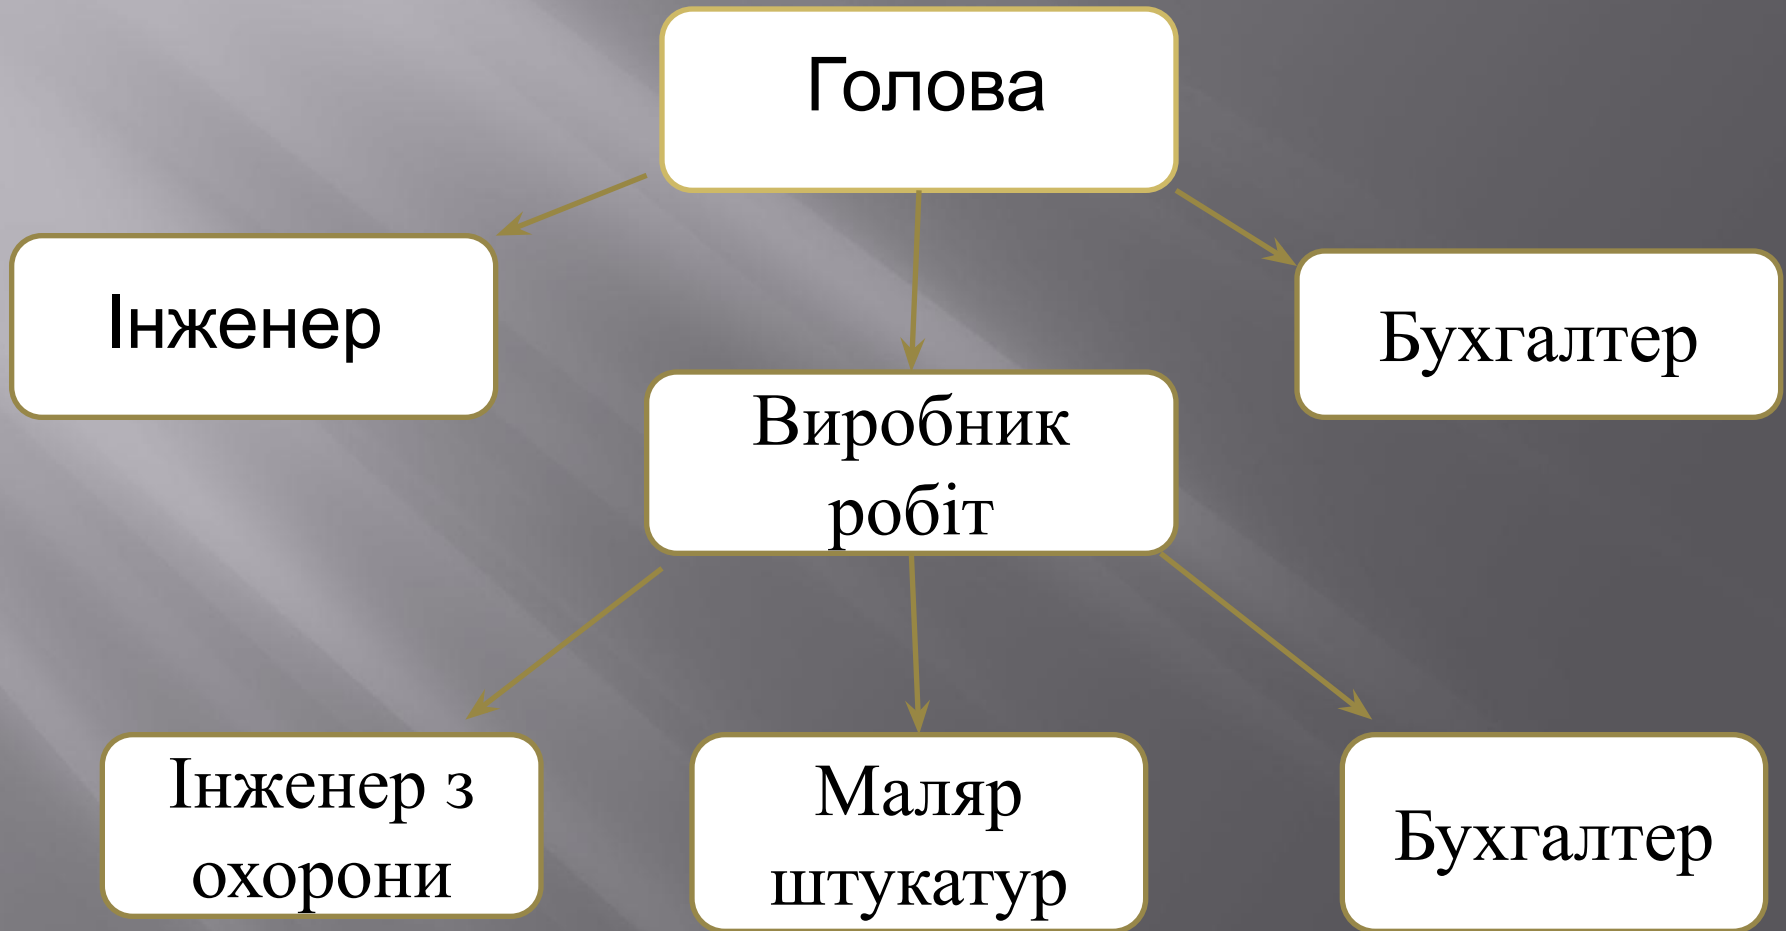 Голова
Інженер
Бухгалтер
Виробник
робіт
Інженер з
охорони
Маляр
штукатур
Бухгалтер